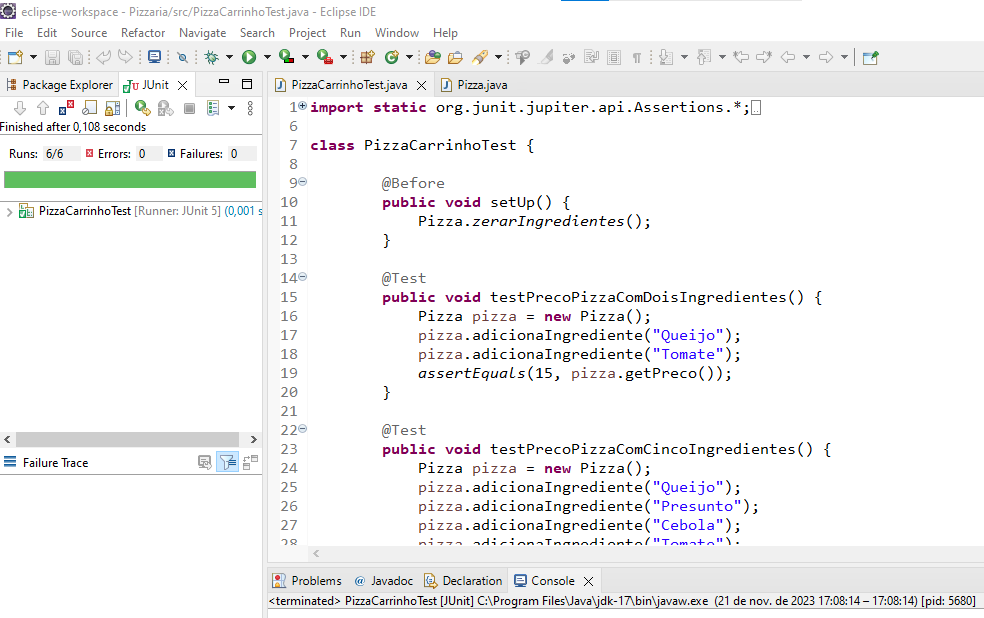 eclipse-workspace - Pizzaria/src/PizzaCarrinhoTest.java - Eclipse IDE
File Edit Source Refactor Navigate Search Project Run Window Help
Package Explorer JUnit
Finished after 0,108 seconds
Runs: 6/6 Errors: 0 Failures: 0
PizzaCarrinhoTest [Runner: JUnit 5] (0,001 s
Failure Trace
PizzaCarrinhoTest.java Pizza.java
1 import static org.junit.jupiter.api.Assertions.*;
6
7 class PizzaCarrinhoTest {
8
9 @Before
10 public void setUp() {
11 Pizza.zerarIngredientes();
12 }
13
14 @Test
15 public void testPrecoPizzaComDoisIngredientes() {
16 Pizza pizza = new Pizza();
17 pizza.adicionaIngrediente("Queijo");
18 pizza.adicionaIngrediente("Tomate");
19 assertEquals(15, pizza.getPreco());
20 }
21
22 @Test
23 public void testPrecoPizzaComCincoIngredientes() {
24 Pizza pizza = new Pizza();
25 pizza.adicionaIngrediente("Queijo");
26 pizza.adicionaIngrediente("Presunto");
27 pizza.adicionaIngrediente("Cebola");
28 pizza.adicionaIngrediente("Tomate");
Problems Javadoc Declaration Console
<terminated> PizzaCarrinhoTest [JUnit] C:\Program Files\Java\jdk-17\bin\javaw.exe (21 de nov. de 2023 17:08:14 – 17:08:14) [pid: 5680]